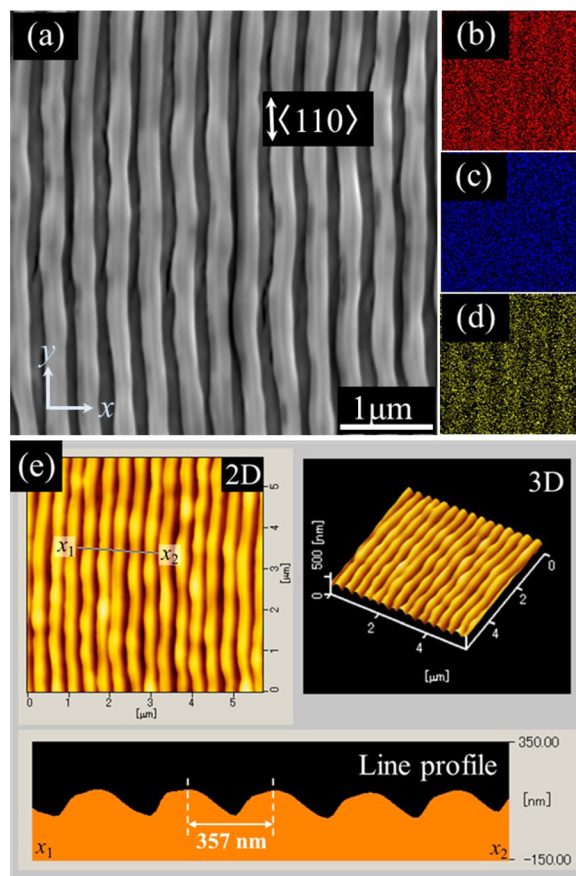 (a)
⟨110⟩
y
x
1μm
(b)
(c)
(d)
(e)
2D
x1
x2
0
1
2
3
4
5
[μm]
0
1
2
3
4
5
[μm]
3D
500
0
[nm]
2
4
[μm]
0
2
4
Line profile
350.00
[nm]
-150.00
357 nm
x1
x2